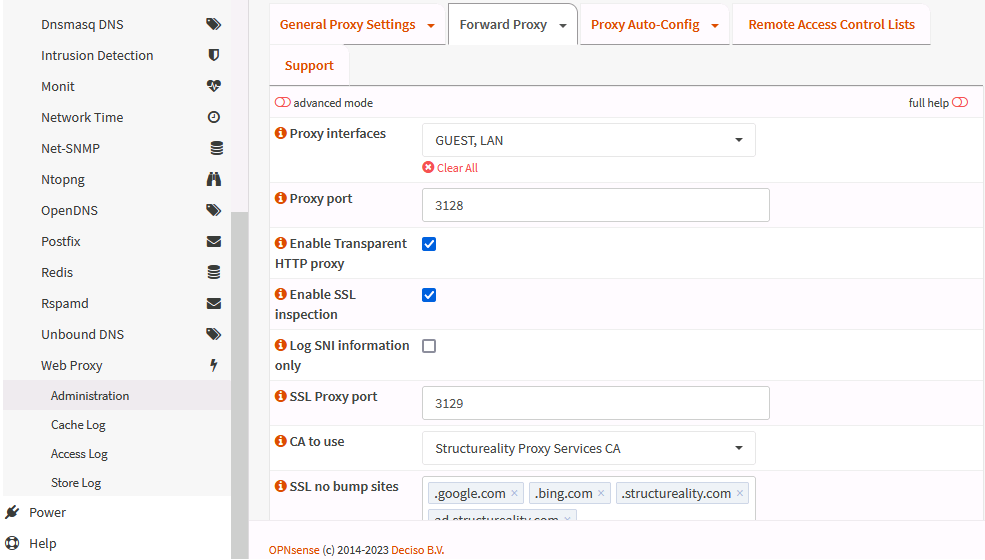 Dnsmasq DNS
Intrusion Detection
Monit
Network Time
Net-SNMP
Ntopng
OpenDNS
Postfix
Redis
Rspamd
Unbound DNS
Web Proxy
Administration
Cache Log
Access Log
Store Log
Power
Help
General Proxy Settings
Forward Proxy
Proxy Auto-Config
Remote Access Control Lists
Support
advanced mode
full help
Proxy interfaces
GUEST, LAN
Clear All
Proxy port
3128
Enable Transparent
HTTP proxy
Enable SSL
inspection
Log SNI information
only
SSL Proxy port
3129
CA to use
Structureality Proxy Services CA
SSL no bump sites
.google.com × .bing.com × .structureality.com ×
ad.structureality.com ×
OPNsense (c) 2014-2023 Deciso B.V.